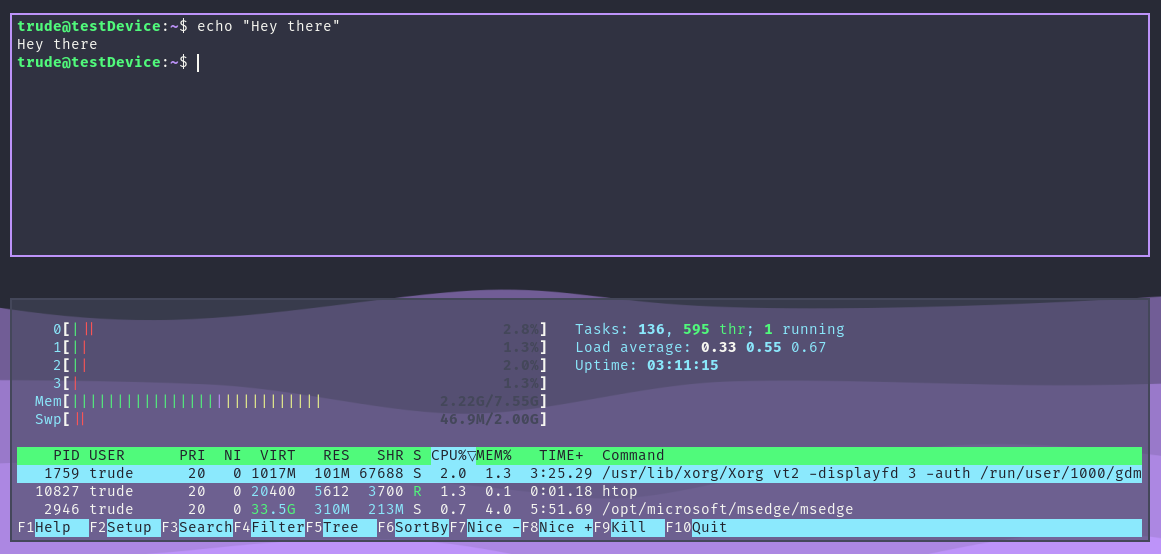 trude@testDevice:~$ echo "Hey there"
Hey there
trude@testDevice:~$
0[||| 2.8%] Tasks: 136, 595 thr; 1 running
1[|| 1.3%] Load average: 0.33 0.55 0.67
2[|| 2.0%] Uptime: 03:11:15
3[| 1.3%]
Mem[|||||||||||||||||||||||||||| 2.22G/7.55G]
Swp[|| 46.9M/2.00G]
PID USER PRI NI VIRT RES SHR S CPU%▽MEM% TIME+ Command
1759 trude 20 0 1017M 101M 67688 S 2.0 1.3 3:25.29 /usr/lib/xorg/Xorg vt2 -displayfd 3 -auth /run/user/1000/gdm
10827 trude 20 0 20400 5612 3700 R 1.3 0.1 0:01.18 htop
2946 trude 20 0 33.5G 310M 213M S 0.7 4.0 5:51.69 /opt/microsoft/msedge/msedge
F1Help F2Setup F3SearchF4FilterF5Tree F6SortByF7Nice -F8Nice +F9Kill F10Quit